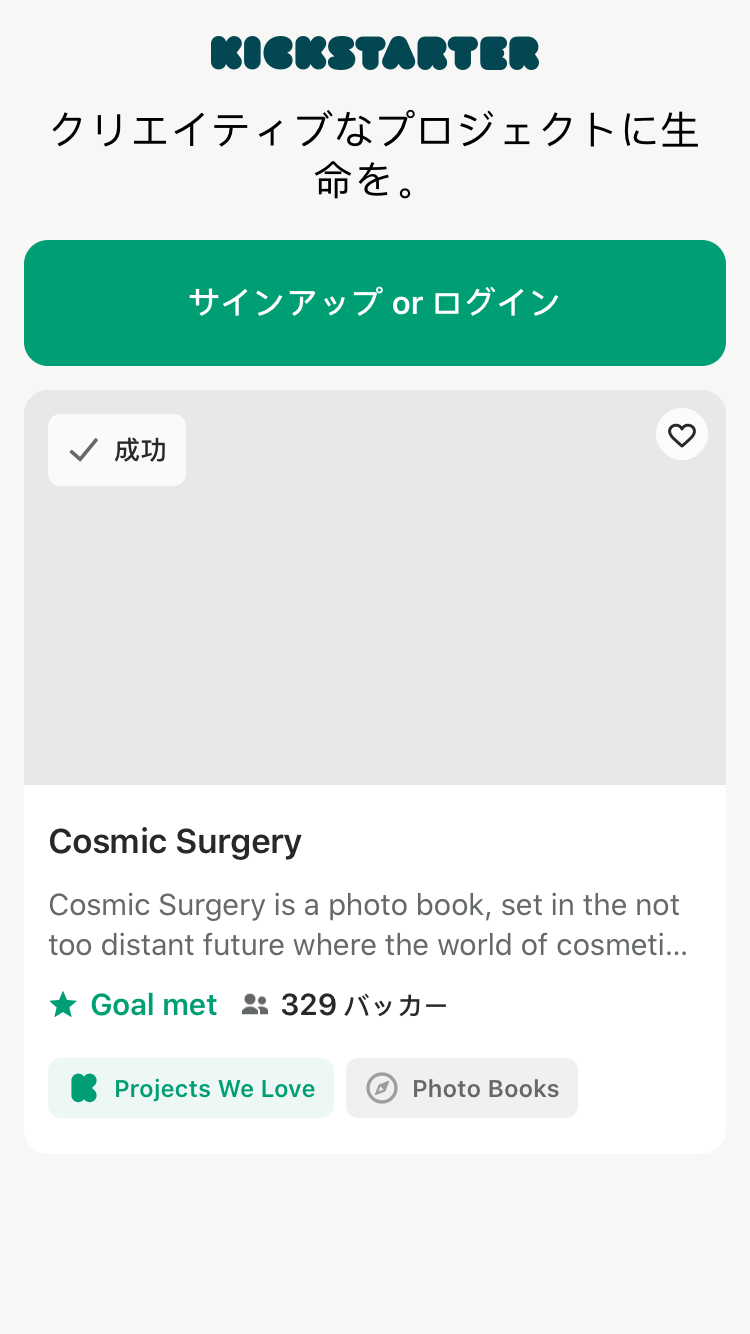 KICKSTARTER
クリエイティブなプロジェクトに生
命を。
サインアップ or ログイン
成功
Cosmic Surgery
Cosmic Surgery is a photo book, set in the not
too distant future where the world of cosmeti...
Goal met 329 バッカー
Projects We Love Photo Books